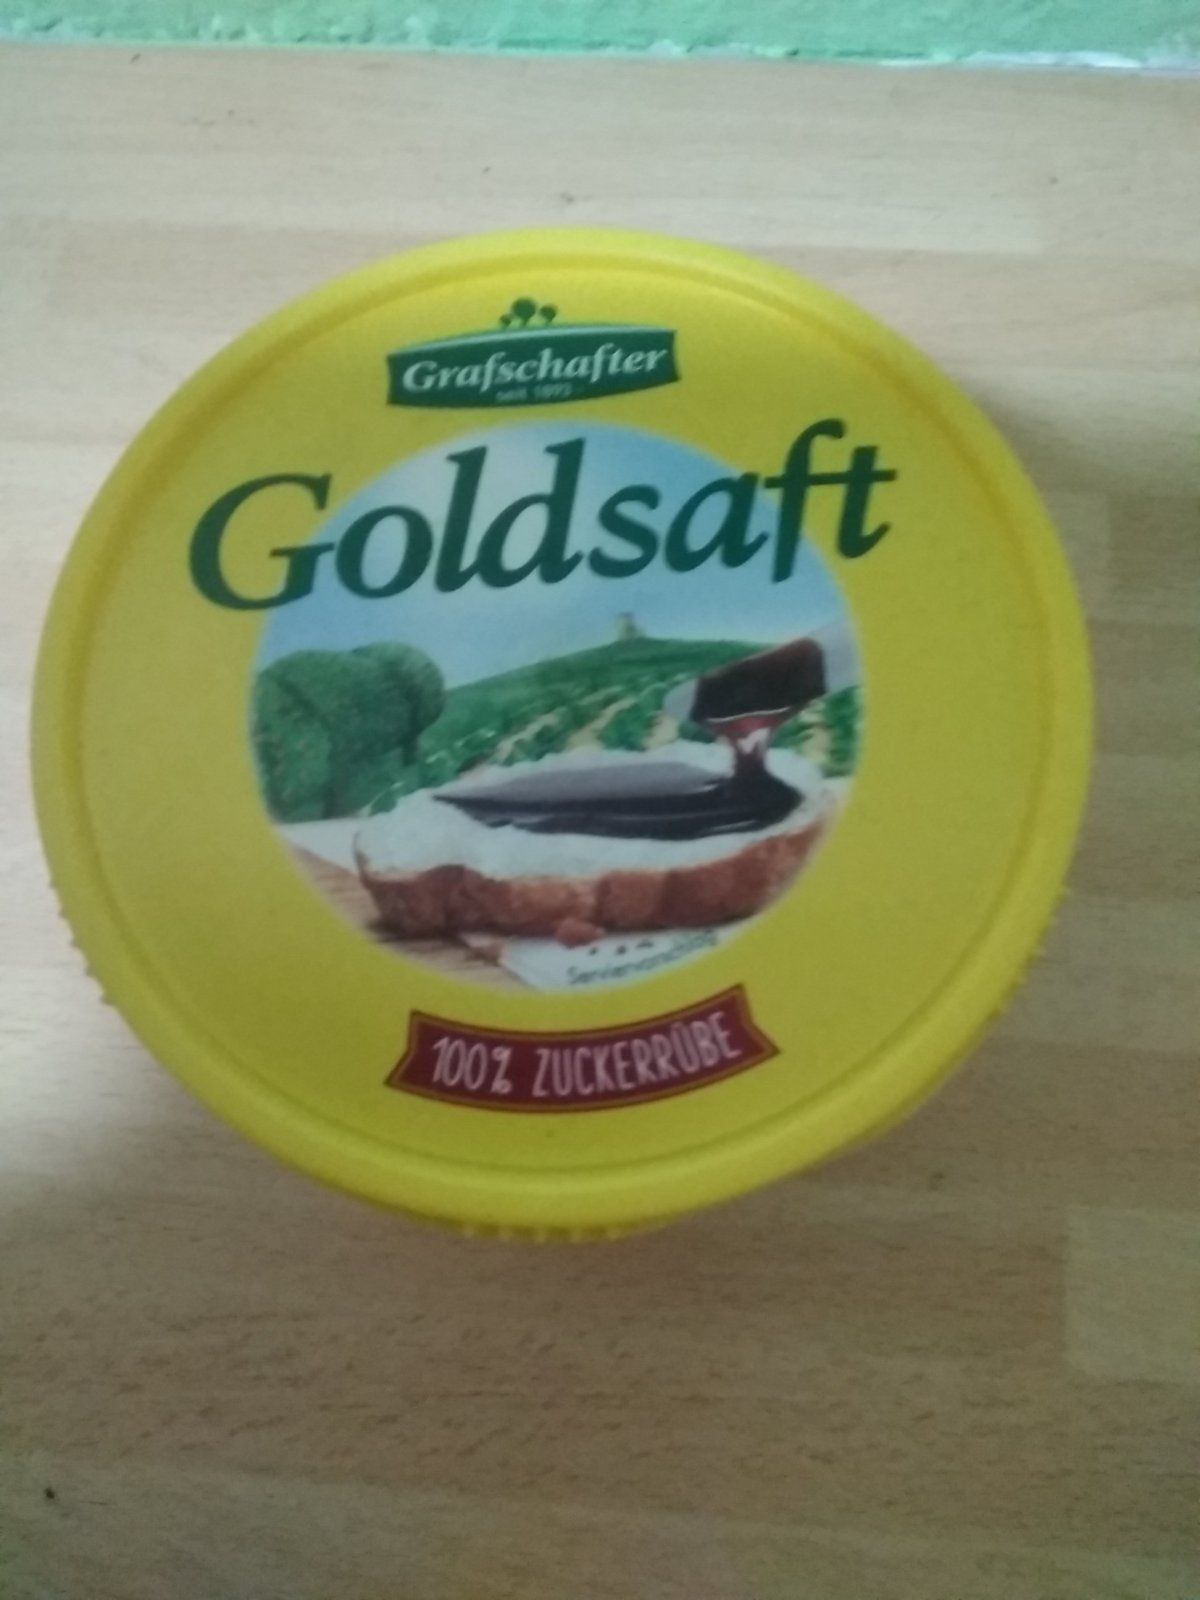 Grafschafter
SEIT 1893
Goldsaft
Serviervorschlag
100% ZUCKERRÜBE